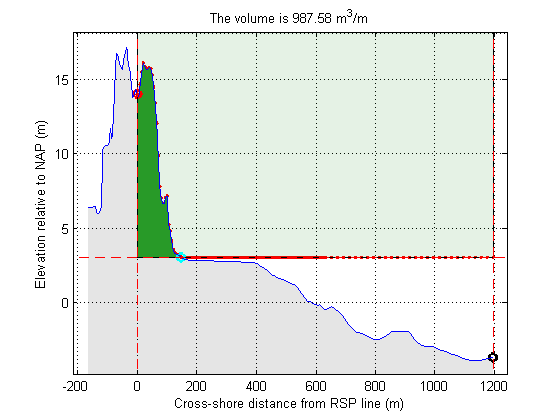 The volume is 987.58 m³/m
Elevation relative to NAP (m)
15
10
5
0
-200 0 200 400 600 800 1000 1200
Cross-shore distance from RSP line (m)